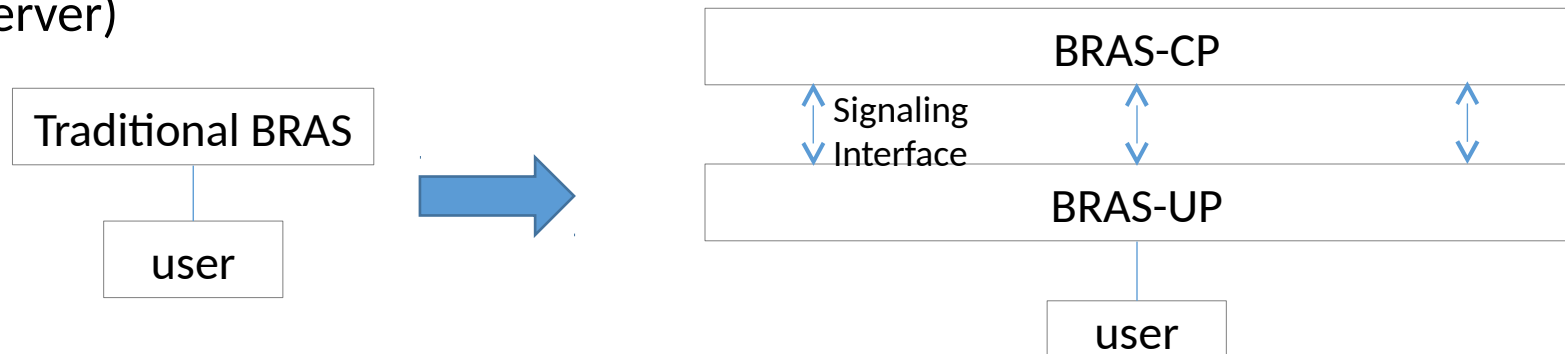 erver)
Traditional BRAS
user
BRAS-CP
Signaling
Interface
BRAS-UP
user